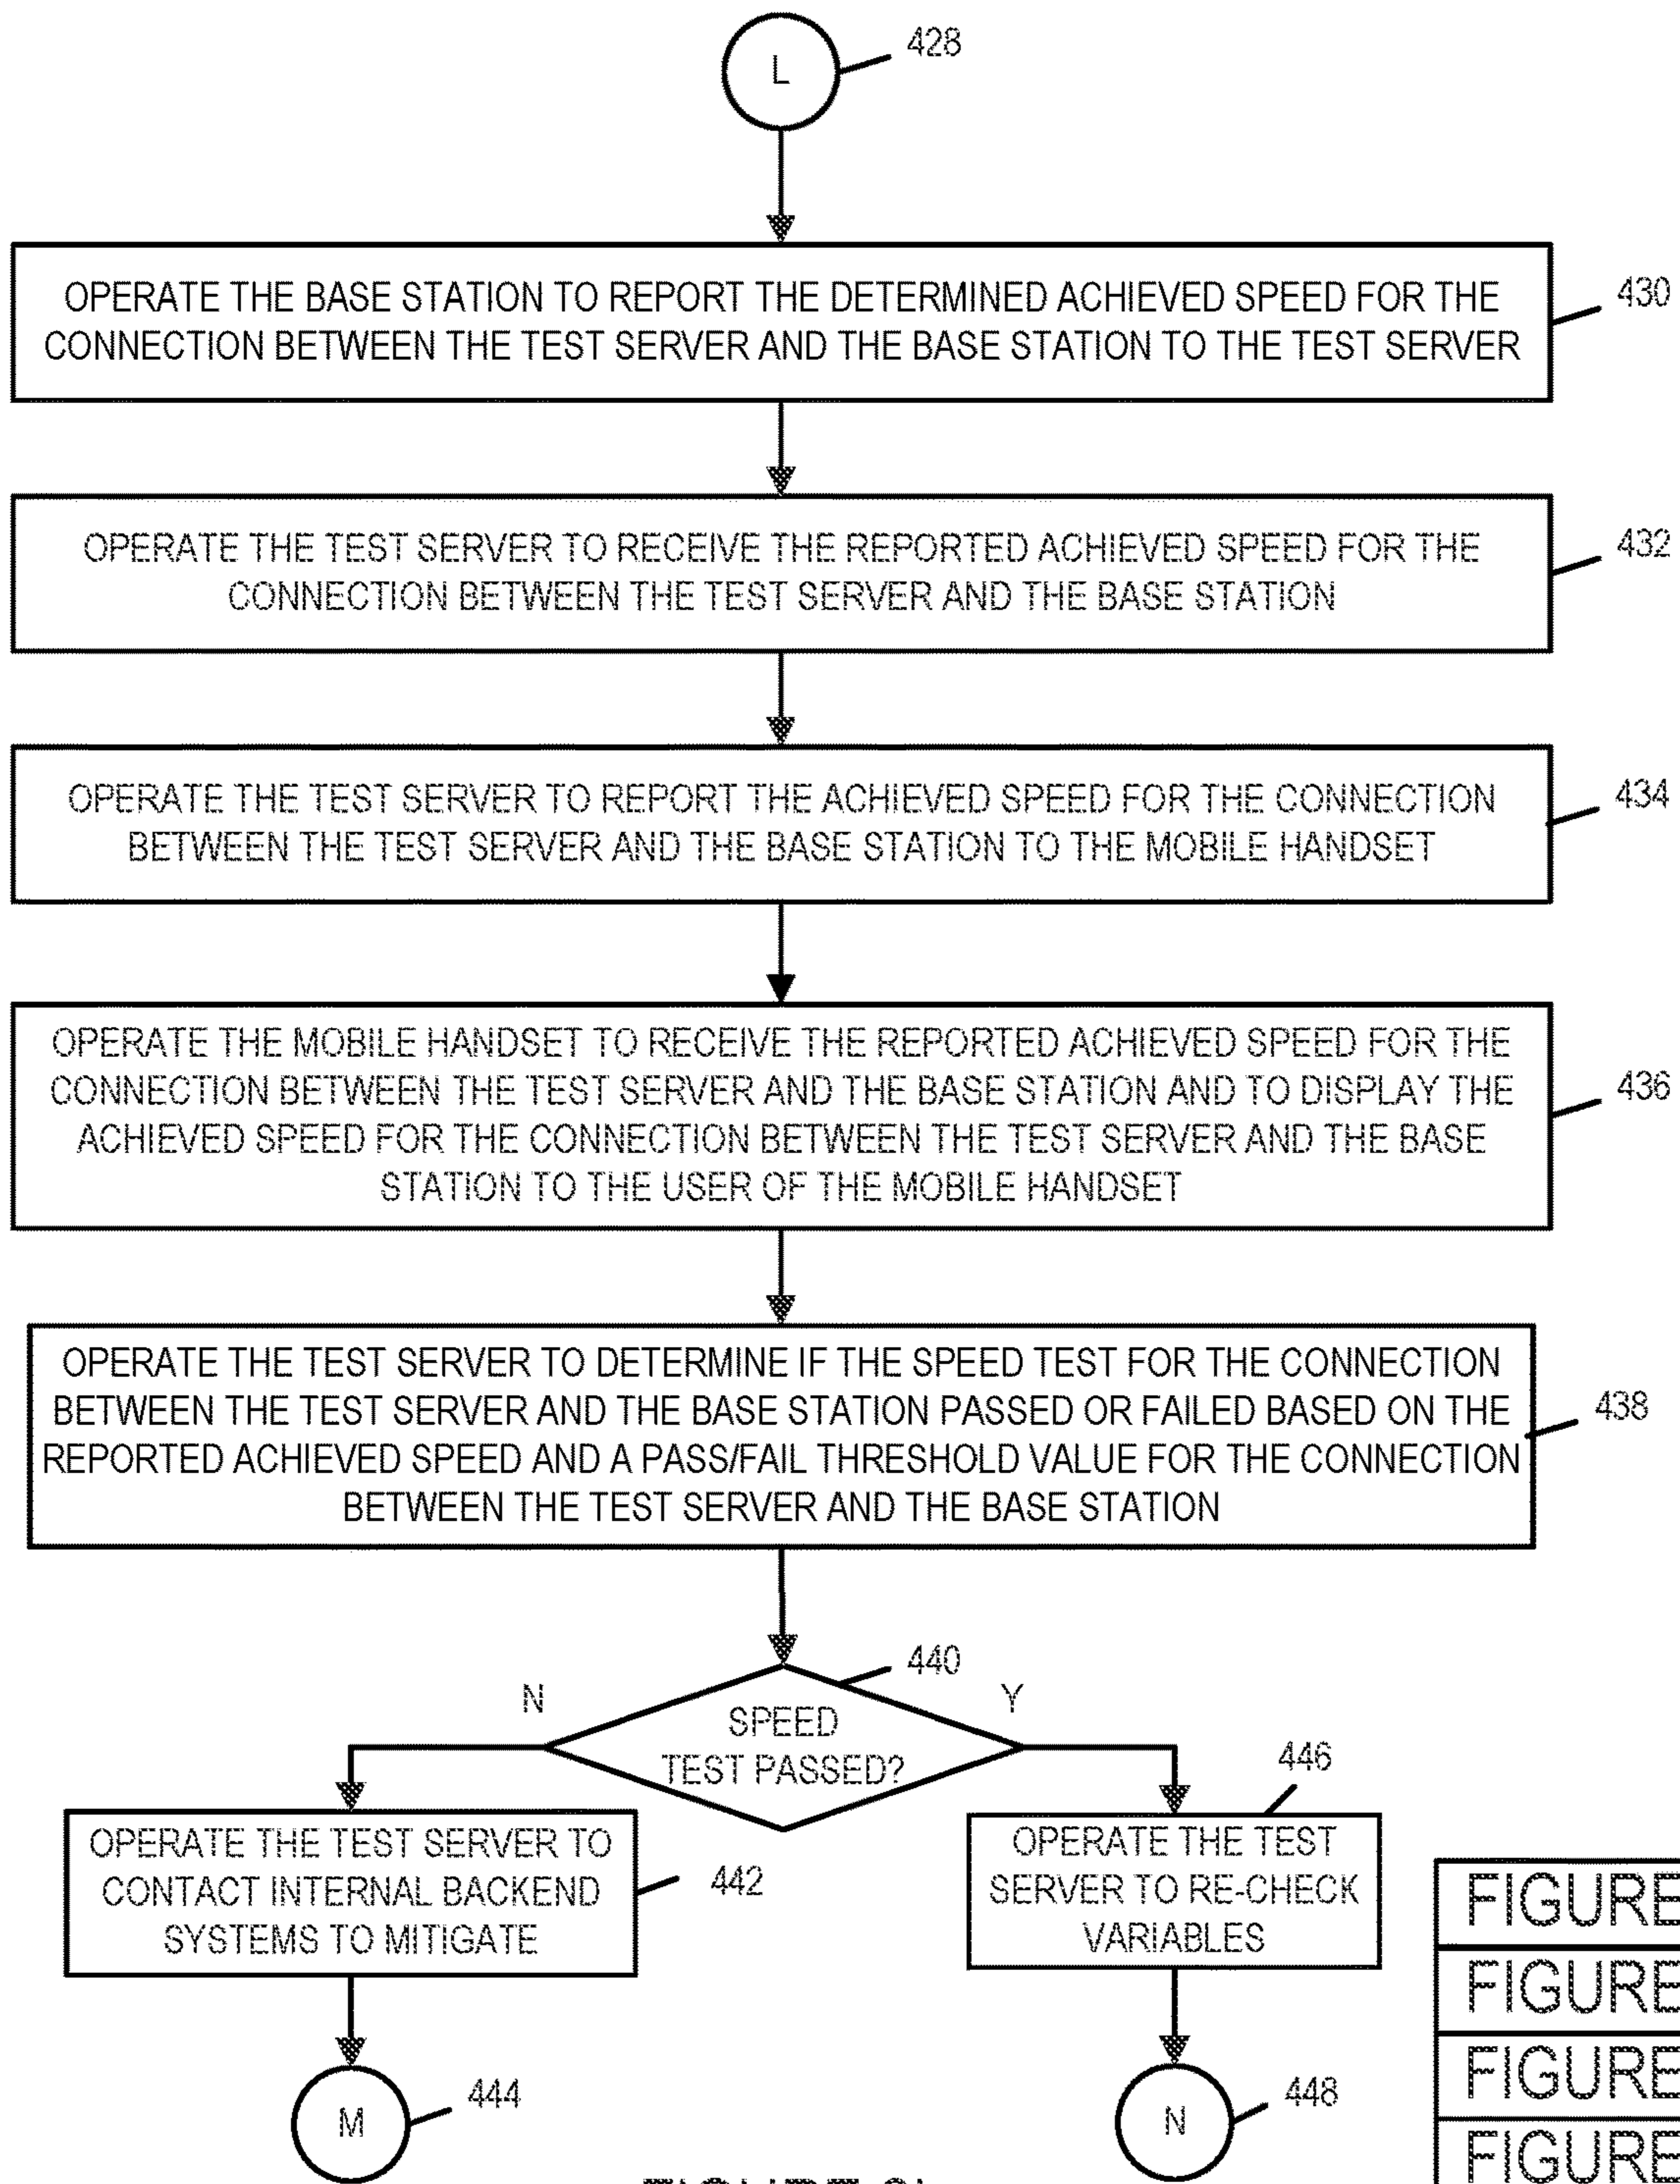 L
428
OPERATE THE BASE STATION TO REPORT THE DETERMINED ACHIEVED SPEED FOR THE
CONNECTION BETWEEN THE TEST SERVER AND THE BASE STATION TO THE TEST SERVER
430
OPERATE THE TEST SERVER TO RECEIVE THE REPORTED ACHIEVED SPEED FOR THE
CONNECTION BETWEEN THE TEST SERVER AND THE BASE STATION
432
OPERATE THE TEST SERVER TO REPORT THE ACHIEVED SPEED FOR THE CONNECTION
BETWEEN THE TEST SERVER AND THE BASE STATION TO THE MOBILE HANDSET
434
OPERATE THE MOBILE HANDSET TO RECEIVE THE REPORTED ACHIEVED SPEED FOR THE
CONNECTION BETWEEN THE TEST SERVER AND THE BASE STATION AND TO DISPLAY THE
ACHIEVED SPEED FOR THE CONNECTION BETWEEN THE TEST SERVER AND THE BASE
STATION TO THE USER OF THE MOBILE HANDSET
436
OPERATE THE TEST SERVER TO DETERMINE IF THE SPEED TEST FOR THE CONNECTION
BETWEEN THE TEST SERVER AND THE BASE STATION PASSED OR FAILED BASED ON THE
REPORTED ACHIEVED SPEED AND A PASS/FAIL THRESHOLD VALUE FOR THE CONNECTION
BETWEEN THE TEST SERVER AND THE BASE STATION
438
440
N
Y
SPEED
TEST PASSED?
OPERATE THE TEST SERVER TO
CONTACT INTERNAL BACKEND
SYSTEMS TO MITIGATE
442
446
OPERATE THE TEST
SERVER TO RE-CHECK
VARIABLES
M
444
N
448
FIGURE
FIGURE
FIGURE
FIGURE
FIGURE